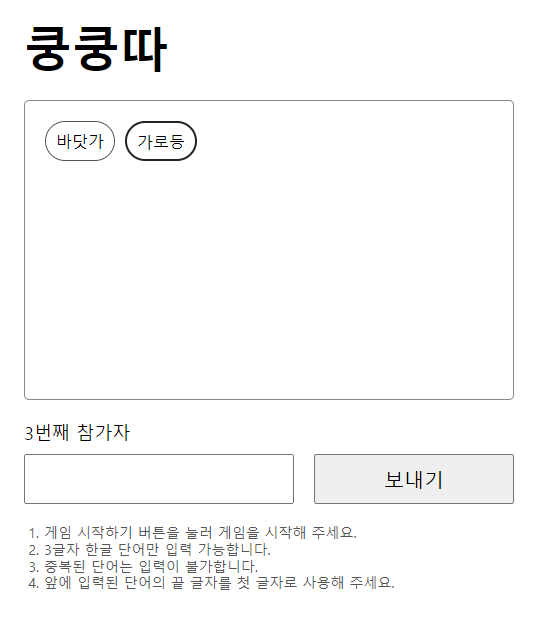 쿵쿵따
바닷가 가로등
3번째 참가자
보내기
1. 게임 시작하기 버튼을 눌러 게임을 시작해 주세요.
2. 3글자 한글 단어만 입력 가능합니다.
3. 중복된 단어는 입력이 불가합니다.
4. 앞에 입력된 단어의 끝 글자를 첫 글자로 사용해 주세요.